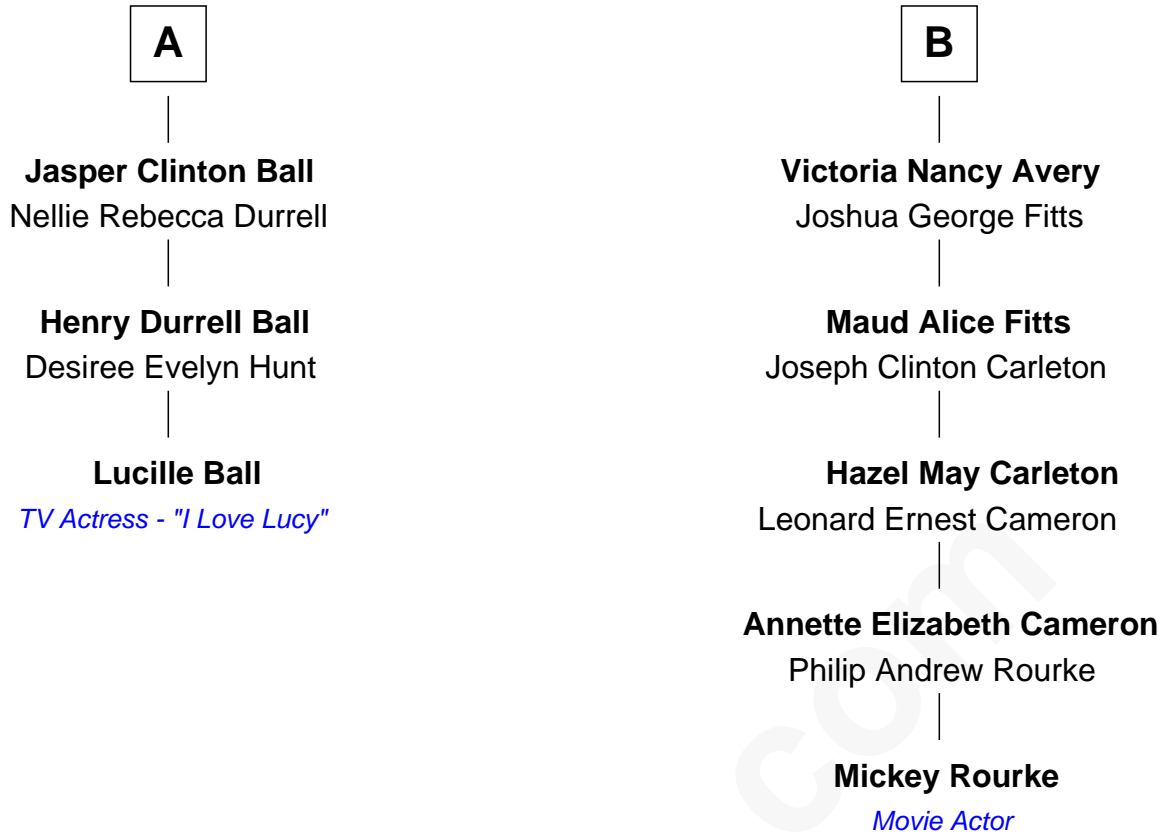 A
Jasper Clinton Ball
Nellie Rebecca Durrell
Henry Durrell Ball
Desiree Evelyn Hunt
Lucille Ball
TV Actress - "I Love Lucy"
B
Victoria Nancy Avery
Joshua George Fitts
Maud Alice Fitts
Joseph Clinton Carleton
Hazel May Carleton
Leonard Ernest Cameron
Annette Elizabeth Cameron
Philip Andrew Rourke
Mickey Rourke
Movie Actor
com